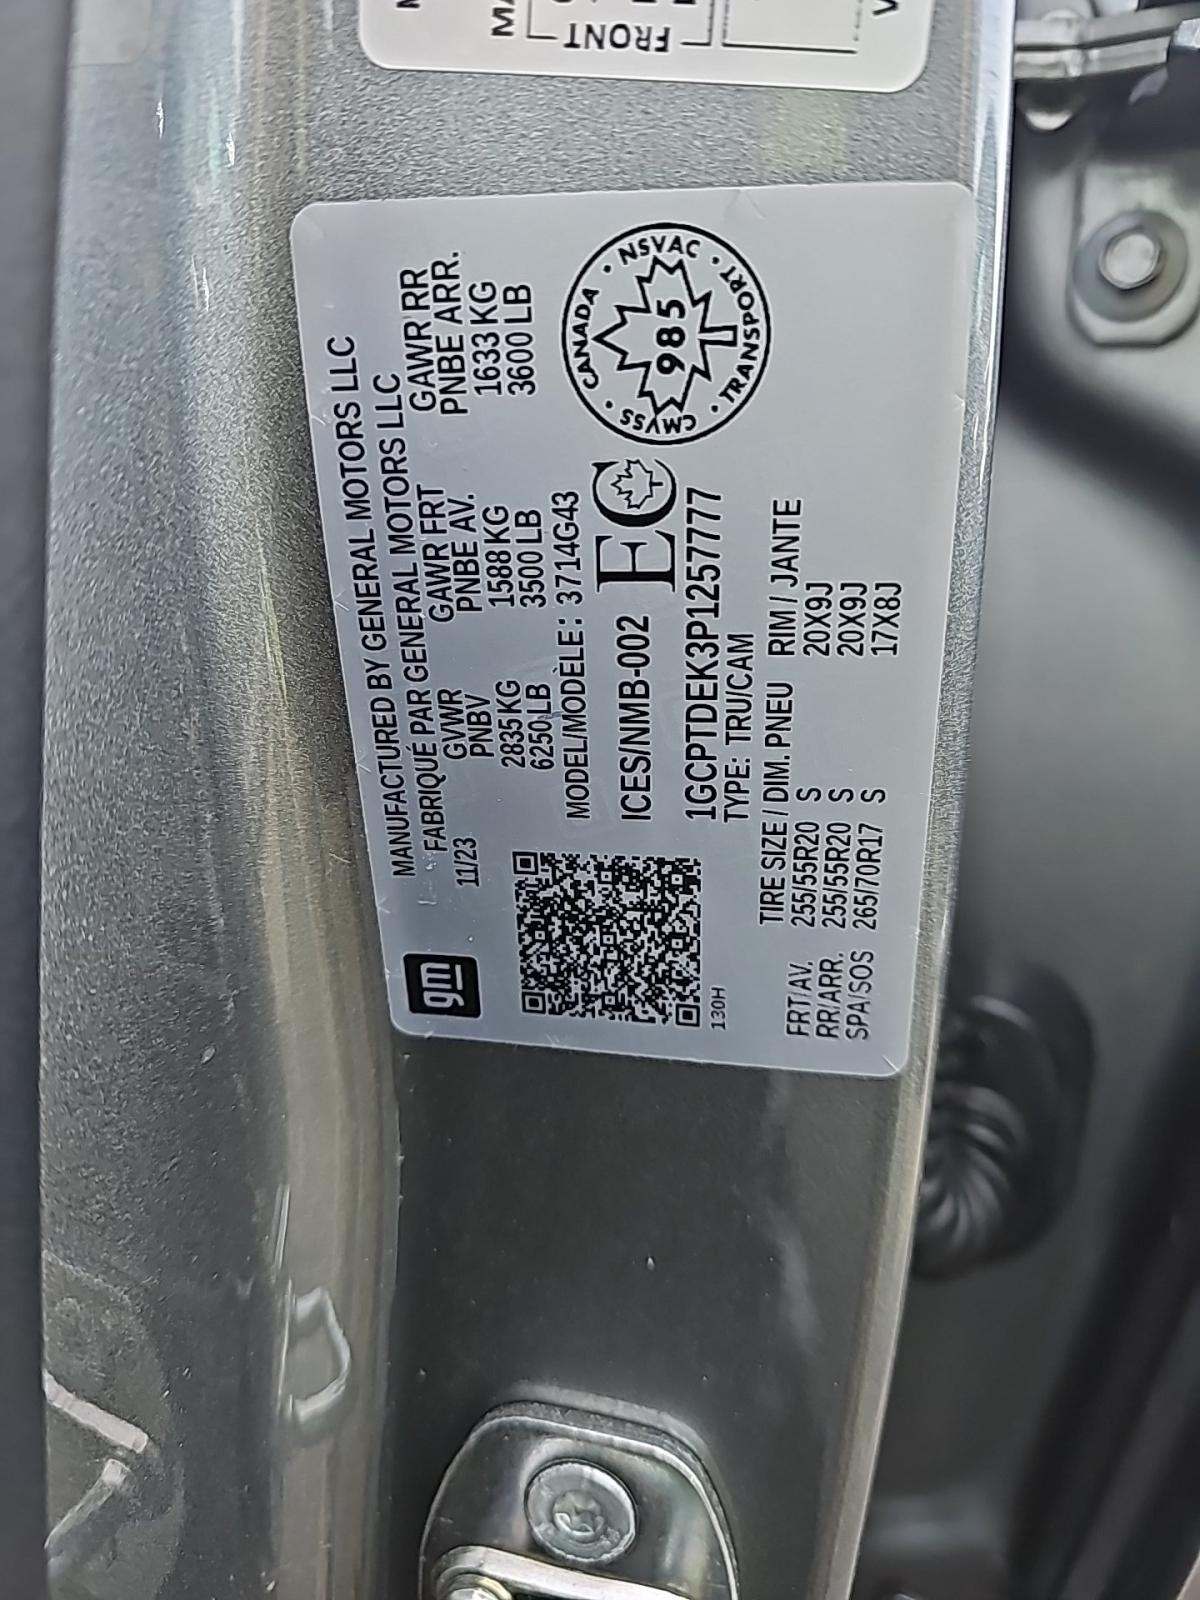 FRONT
gm
MANUFACTURED BY GENERAL MOTORS LLC
FABRIQUÉ PAR GENERAL MOTORS LLC
11/23
GVWR GAWR FRT GAWR RR
PNBV PNBE AV. PNBE ARR.
2835 KG 1588 KG 1633 KG
6250 LB 3500 LB 3600 LB
MODEL/MODÈLE: 3714G43
ICES/NMB-002 EC
CANADA · NSVAC · TRANSPORT · CMVSS ·
985
1GCPTDEK3P1257777
TYPE: TRU/CAM
130H
TIRE SIZE / DIM. PNEU RIM / JANTE
FRT/AV. 255/55R20 S 20X9J
RR/ARR. 255/55R20 S 20X9J
SPA/SOS 265/70R17 S 17X8J